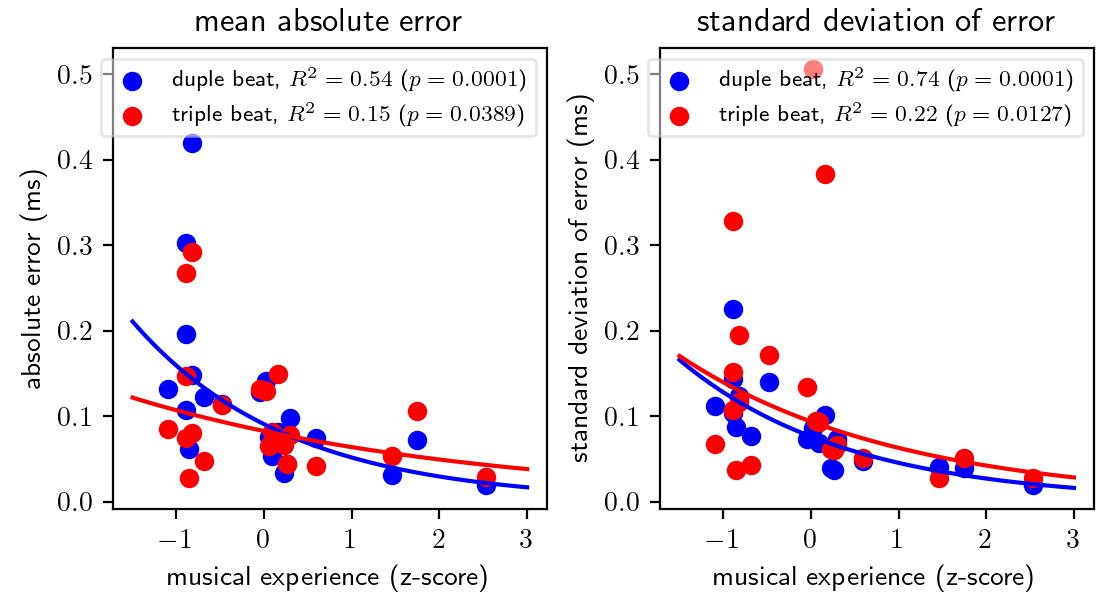 mean absolute error
standard deviation of error
duple beat, R² = 0.54 (p = 0.0001)
triple beat, R² = 0.15 (p = 0.0389)
duple beat, R² = 0.74 (p = 0.0001)
triple beat, R² = 0.22 (p = 0.0127)
absolute error (ms)
0.5
0.4
0.3
0.2
0.1
0.0
−1
0
1
2
3
musical experience (z-score)
standard deviation of error (ms)
0.5
0.4
0.3
0.2
0.1
0.0
−1
0
1
2
3
musical experience (z-score)